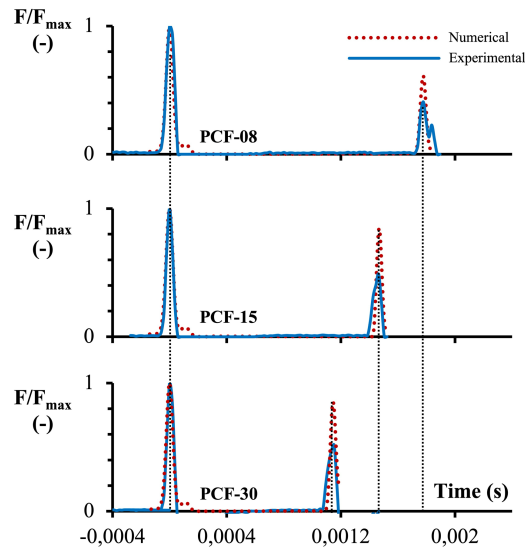 F/Fmax
(-)
1
0
Numerical
Experimental
PCF-08
F/Fmax
(-)
1
0
PCF-15
F/Fmax
(-)
1
0
PCF-30
Time (s)
-0,0004 0,0004 0,0012 0,002